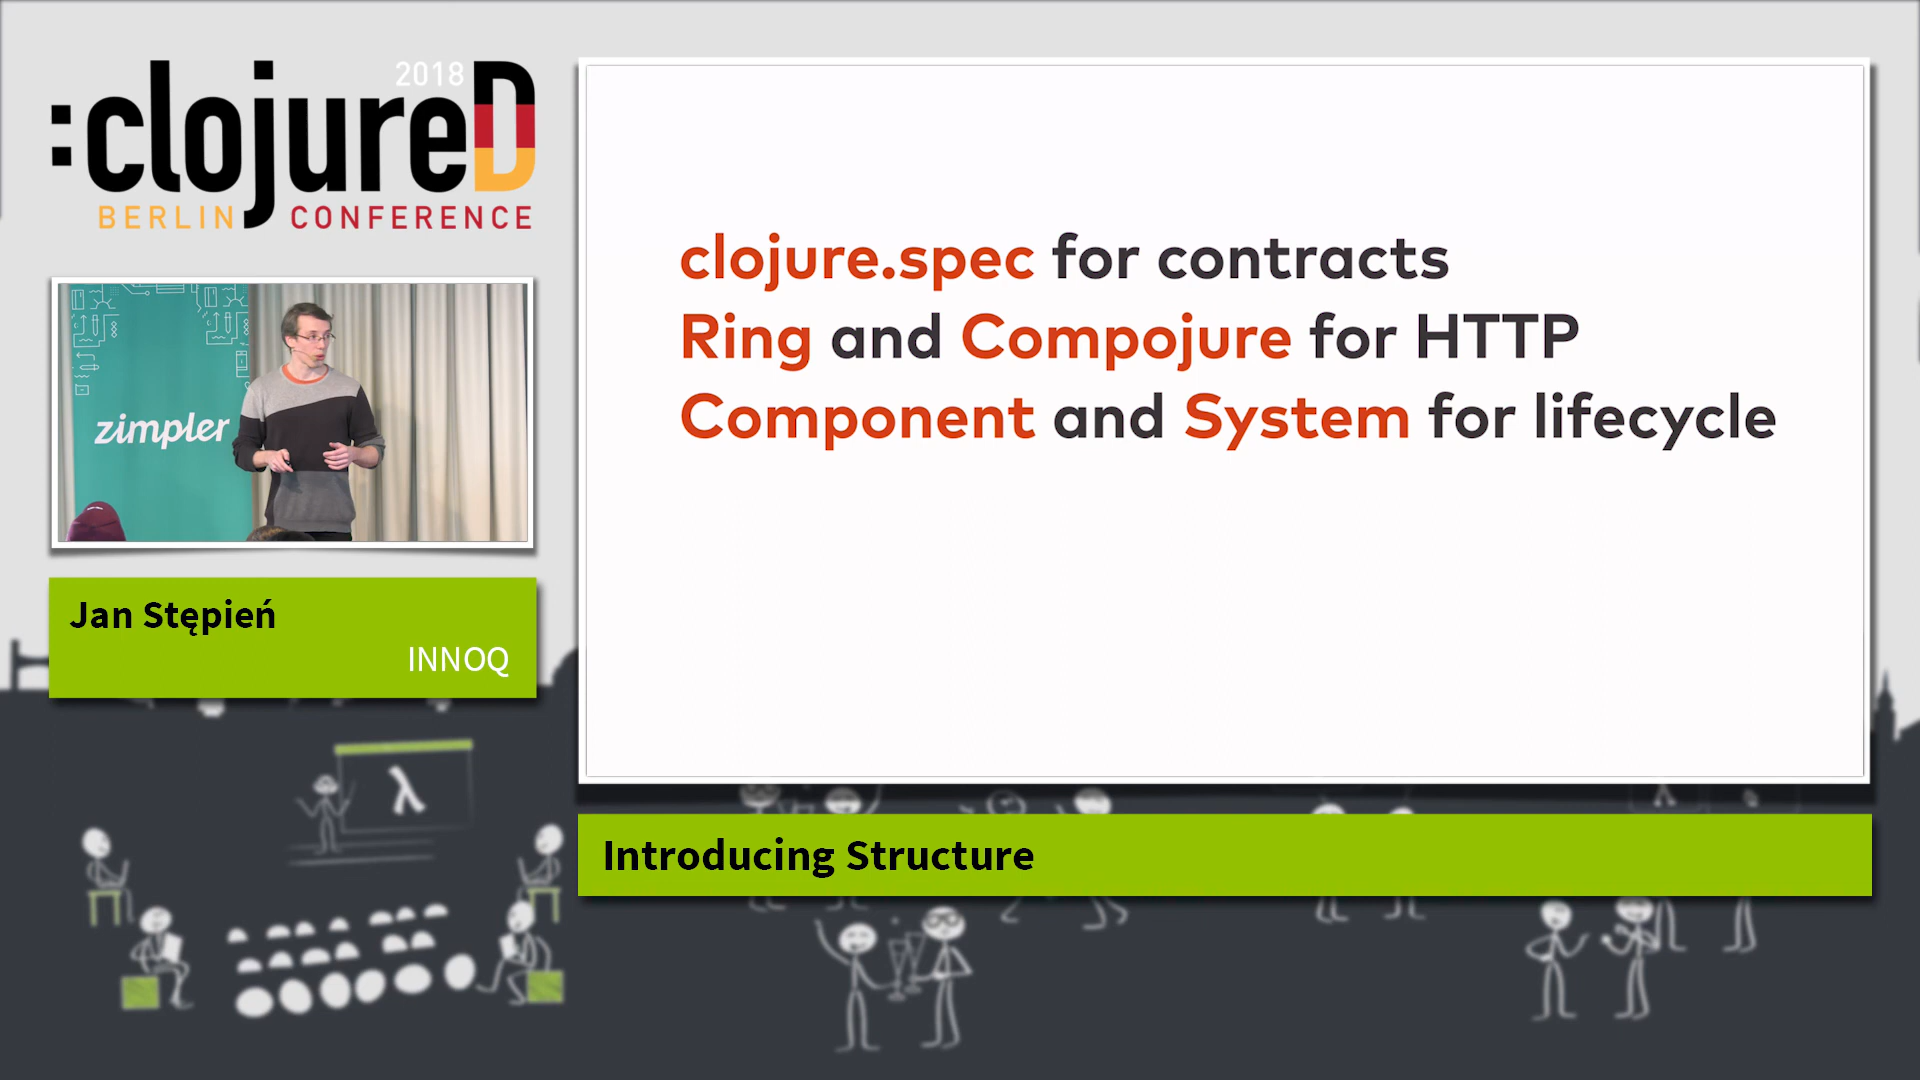 2018
:clojureD
BERLIN CONFERENCE
zimpler
Jan Stępień
INNOQ
clojure.spec for contracts
Ring and Compojure for HTTP
Component and System for lifecycle
Introducing Structure
λ